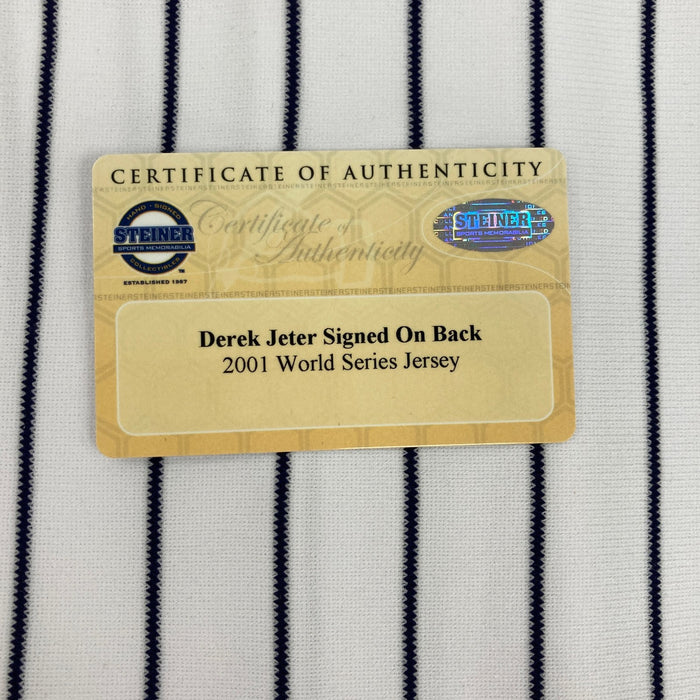 CERTIFICATE OF AUTHENTICITY
HAND · SIGNED
STEINER
SPORTS MEMORABILIA
COLLECTIBLES
TM
ESTABLISHED 1987
Certificate of
Authenticity
STEINER
SPORTS MEMORABILIA
Derek Jeter Signed On Back
2001 World Series Jersey